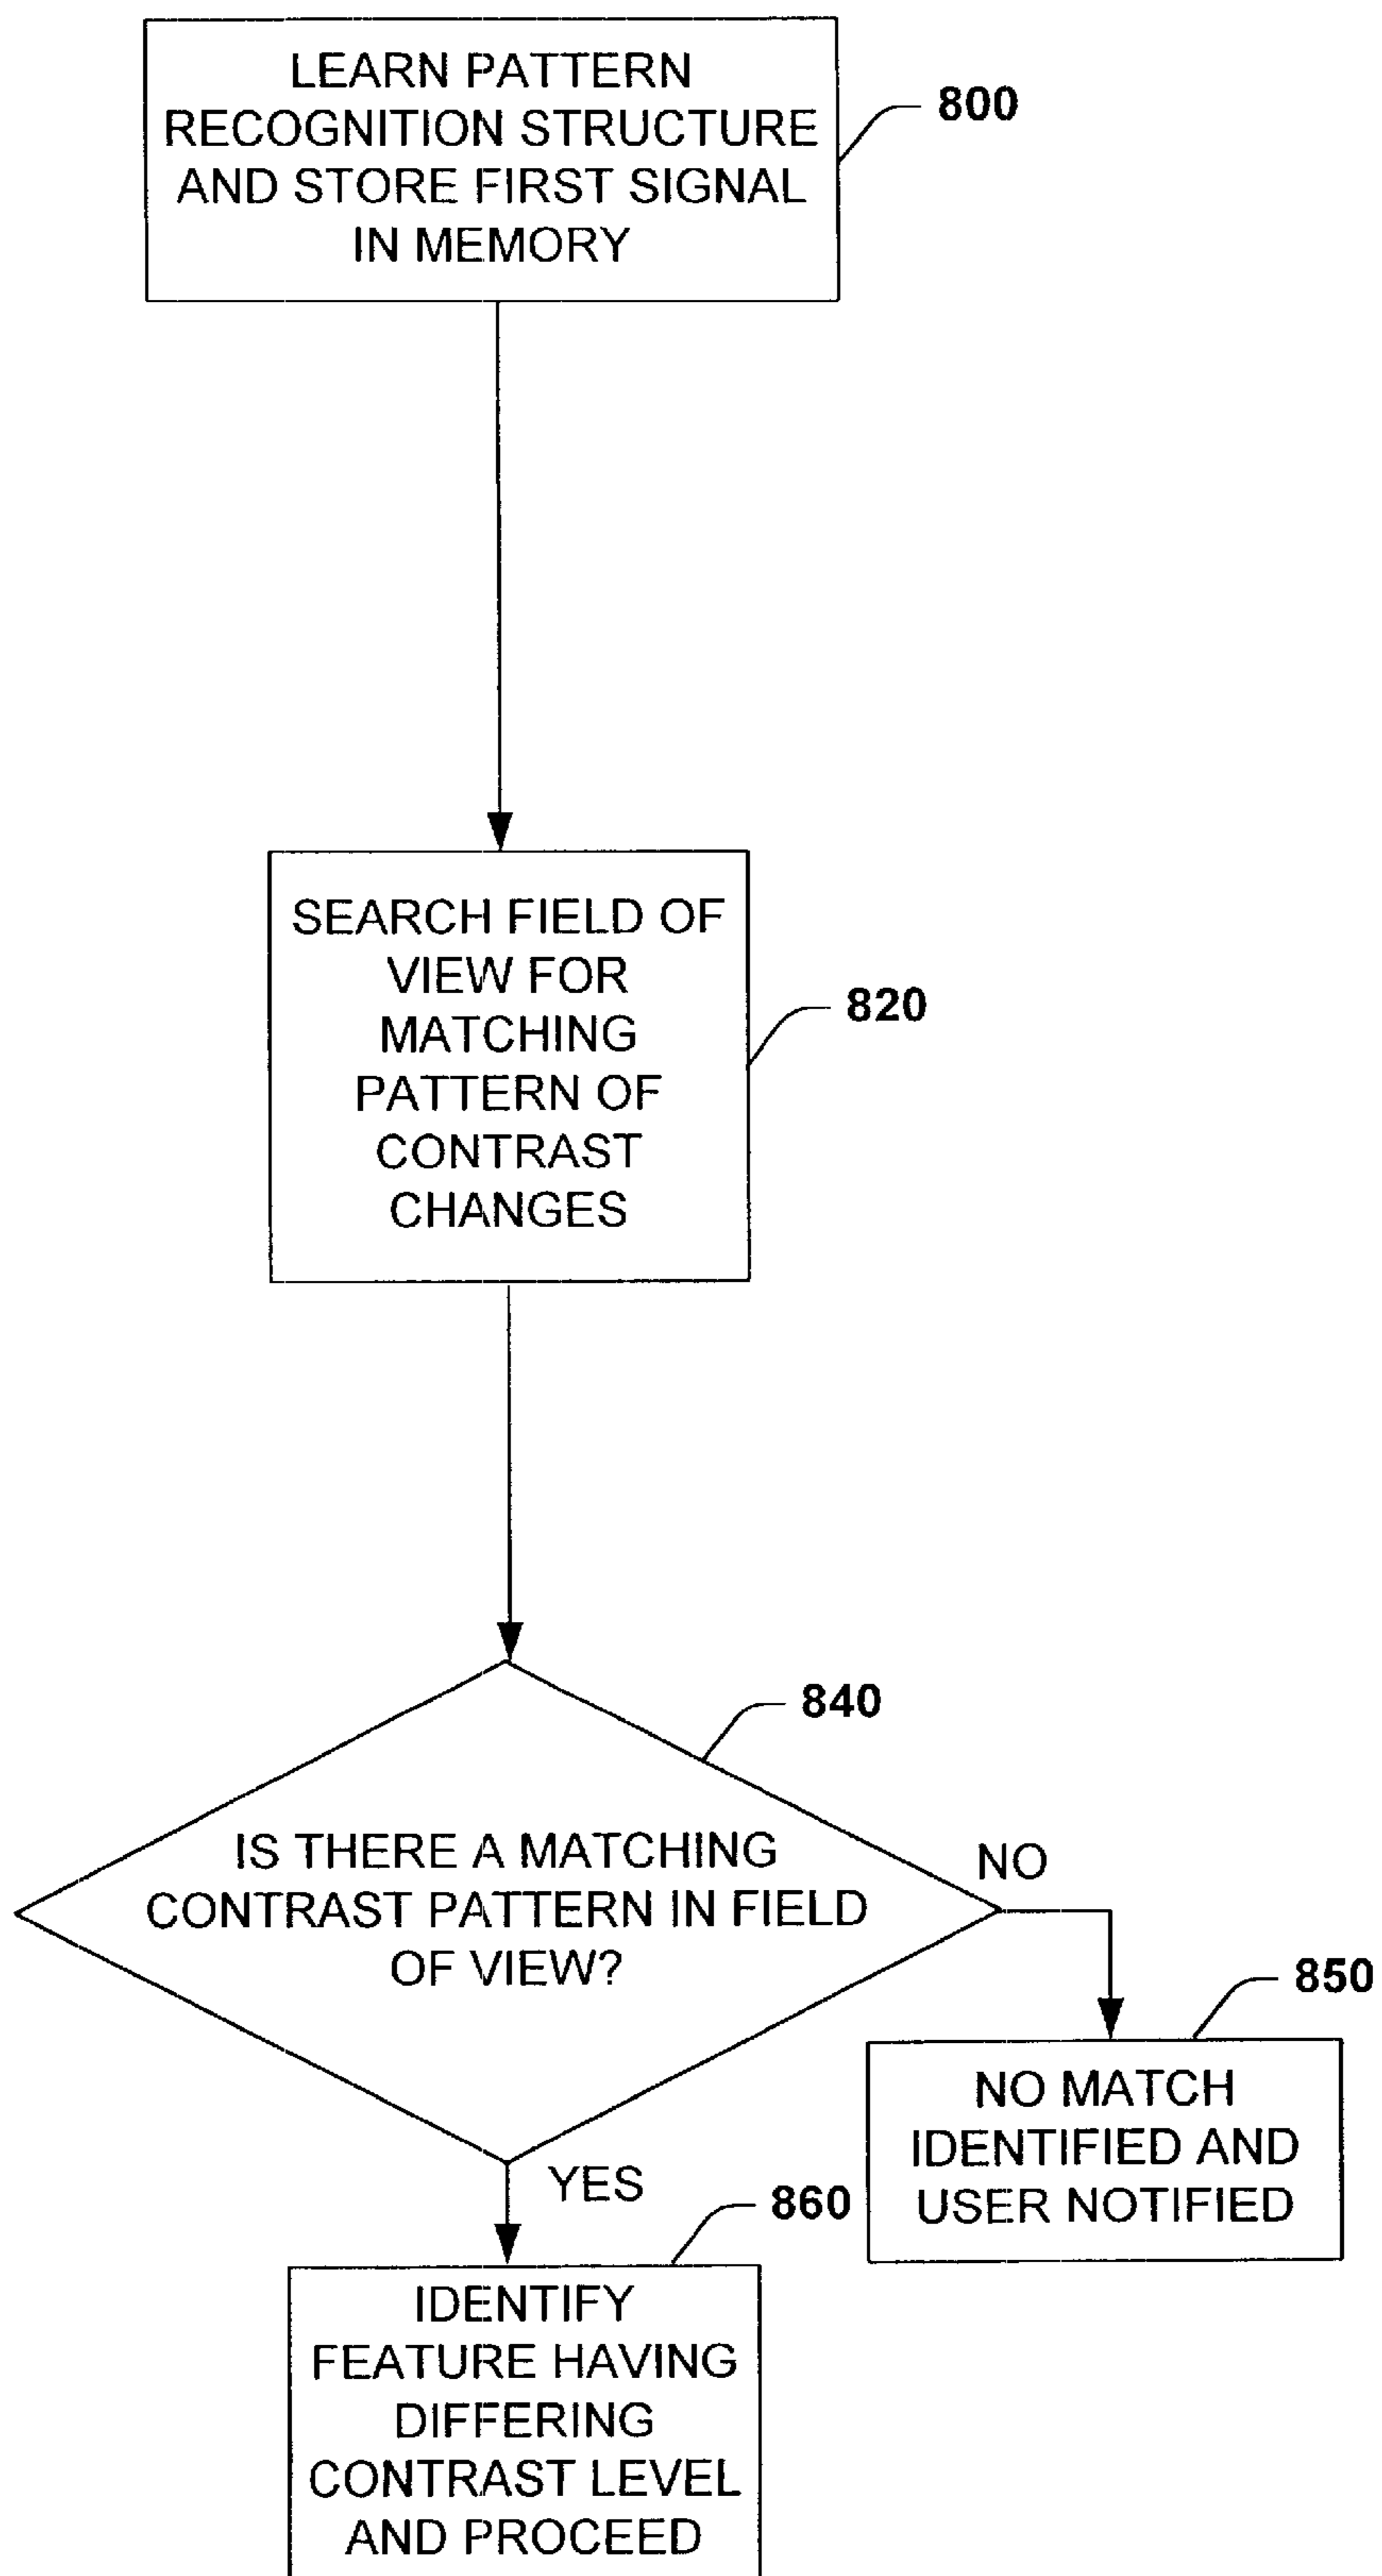 LEARN PATTERN
RECOGNITION STRUCTURE
AND STORE FIRST SIGNAL
IN MEMORY
800
SEARCH FIELD OF
VIEW FOR
MATCHING
PATTERN OF
CONTRAST
CHANGES
820
840
IS THERE A MATCHING
CONTRAST PATTERN IN FIELD
OF VIEW?
NO
850
NO MATCH
IDENTIFIED AND
USER NOTIFIED
YES
860
IDENTIFY
FEATURE HAVING
DIFFERING
CONTRAST LEVEL
AND PROCEED